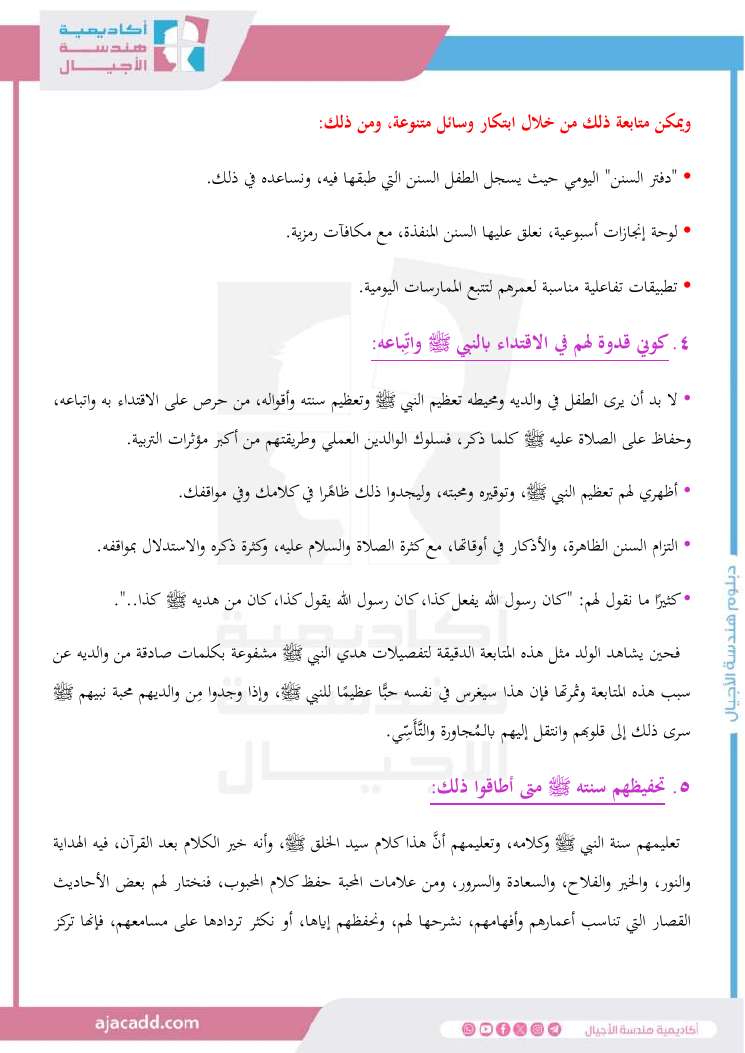 أكاديمية
هندسة
الأجيال
ويمكن متابعة ذلك من خلال ابتكار وسائل متنوعة، ومن ذلك:
• "دفتر السنن" اليومي حيث يسجل الطفل السنن التي طبقها فيه، ونساعده في ذلك.
• لوحة إنجازات أسبوعية، نعلق عليها السنن المنفذة، مع مكافآت رمزية.
• تطبيقات تفاعلية مناسبة لعمرهم لتتبع الممارسات اليومية.
٤. كوني قدوة لهم في الاقتداء بالنبي ﷺ واتِّباعه:
• لا بد أن يرى الطفل في والديه ومحيطه تعظيم النبي ﷺ وتعظيم سنته وأقواله، من حرص على الاقتداء به واتباعه،
وحفاظ على الصلاة عليه ﷺ كلما ذكر، فسلوك الوالدين العملي وطريقتهم من أكبر مؤثرات التربية.
• أظهري لهم تعظيم النبي ﷺ، وتوقيره ومحبته، وليجدوا ذلك ظاهًرا في كلامك وفي مواقفك.
• التزام السنن الظاهرة، والأذكار في أوقاتها، مع كثرة الصلاة والسلام عليه، وكثرة ذكره والاستدلال بمواقفه.
• كثيرًا ما نقول لهم: "كان رسول الله يفعل كذا، كان رسول الله يقول كذا، كان من هديه ﷺ كذا..".
فحين يشاهد الولد مثل هذه المتابعة الدقيقة لتفصيلات هدي النبي ﷺ مشفوعة بكلمات صادقة من والديه عن
سبب هذه المتابعة وثمرتها فإن هذا سيغرس في نفسه حبًّا عظيمًا للنبي ﷺ، وإذا وجدوا مِن والديهم محبة نبيهم ﷺ
سرى ذلك إلى قلوبهم وانتقل إليهم بالمُجاورة والتَّأَسِّي.
٥. تحفيظهم سنته ﷺ متى أطاقوا ذلك:
تعليمهم سنة النبي ﷺ وكلامه، وتعليمهم أنَّ هذا كلام سيد الخلق ﷺ، وأنه خير الكلام بعد القرآن، فيه الهداية
والنور، والخير والفلاح، والسعادة والسرور، ومن علامات المحبة حفظ كلام المحبوب، فنختار لهم بعض الأحاديث
القصار التي تناسب أعمارهم وأفهامهم، نشرحها لهم، ونحفظهم إياها، أو نكثر تردادها على مسامعهم، فإنها تركز
أكاديمية
هندسة
الأجيال
دبلوم هندسة الأجيال
أكاديمية هندسة الأجيال
ajacadd.com